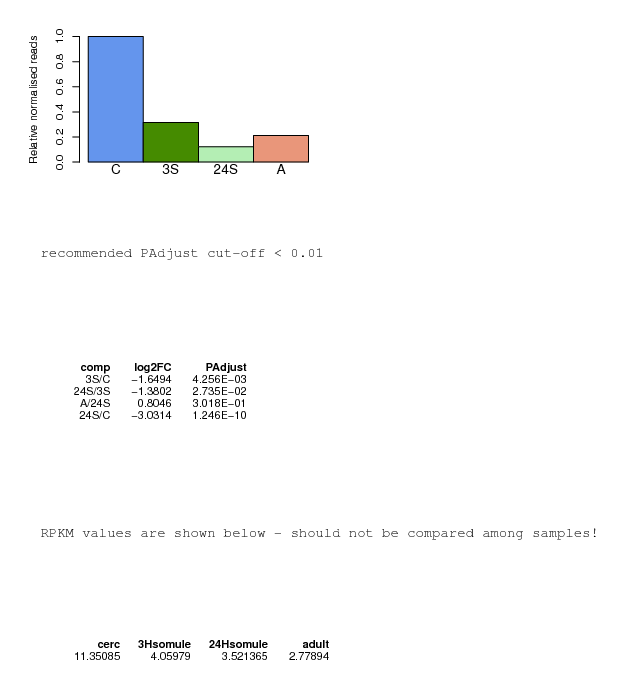 Relative normalised reads
1.0
0.8
0.6
0.4
0.2
0.0
C 3S 24S A
recommended PAdjust cut-off < 0.01
comp log2FC PAdjust
3S/C −1.6494 4.256E−03
24S/3S −1.3802 2.735E−02
A/24S 0.8046 3.018E−01
24S/C −3.0314 1.246E−10
RPKM values are shown below - should not be compared among samples!
cerc 3Hsomule 24Hsomule adult
11.35085 4.05979 3.521365 2.77894